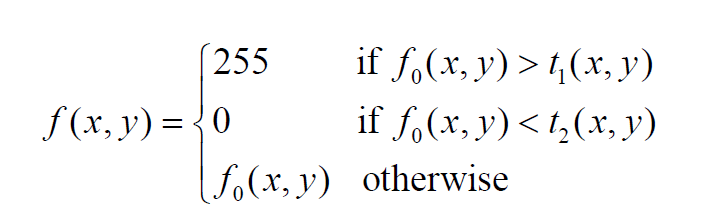 255 if f₀(x, y) > t₁(x, y)
f(x, y) = { 0 if f₀(x, y) < t₂(x, y)
f₀(x, y) otherwise